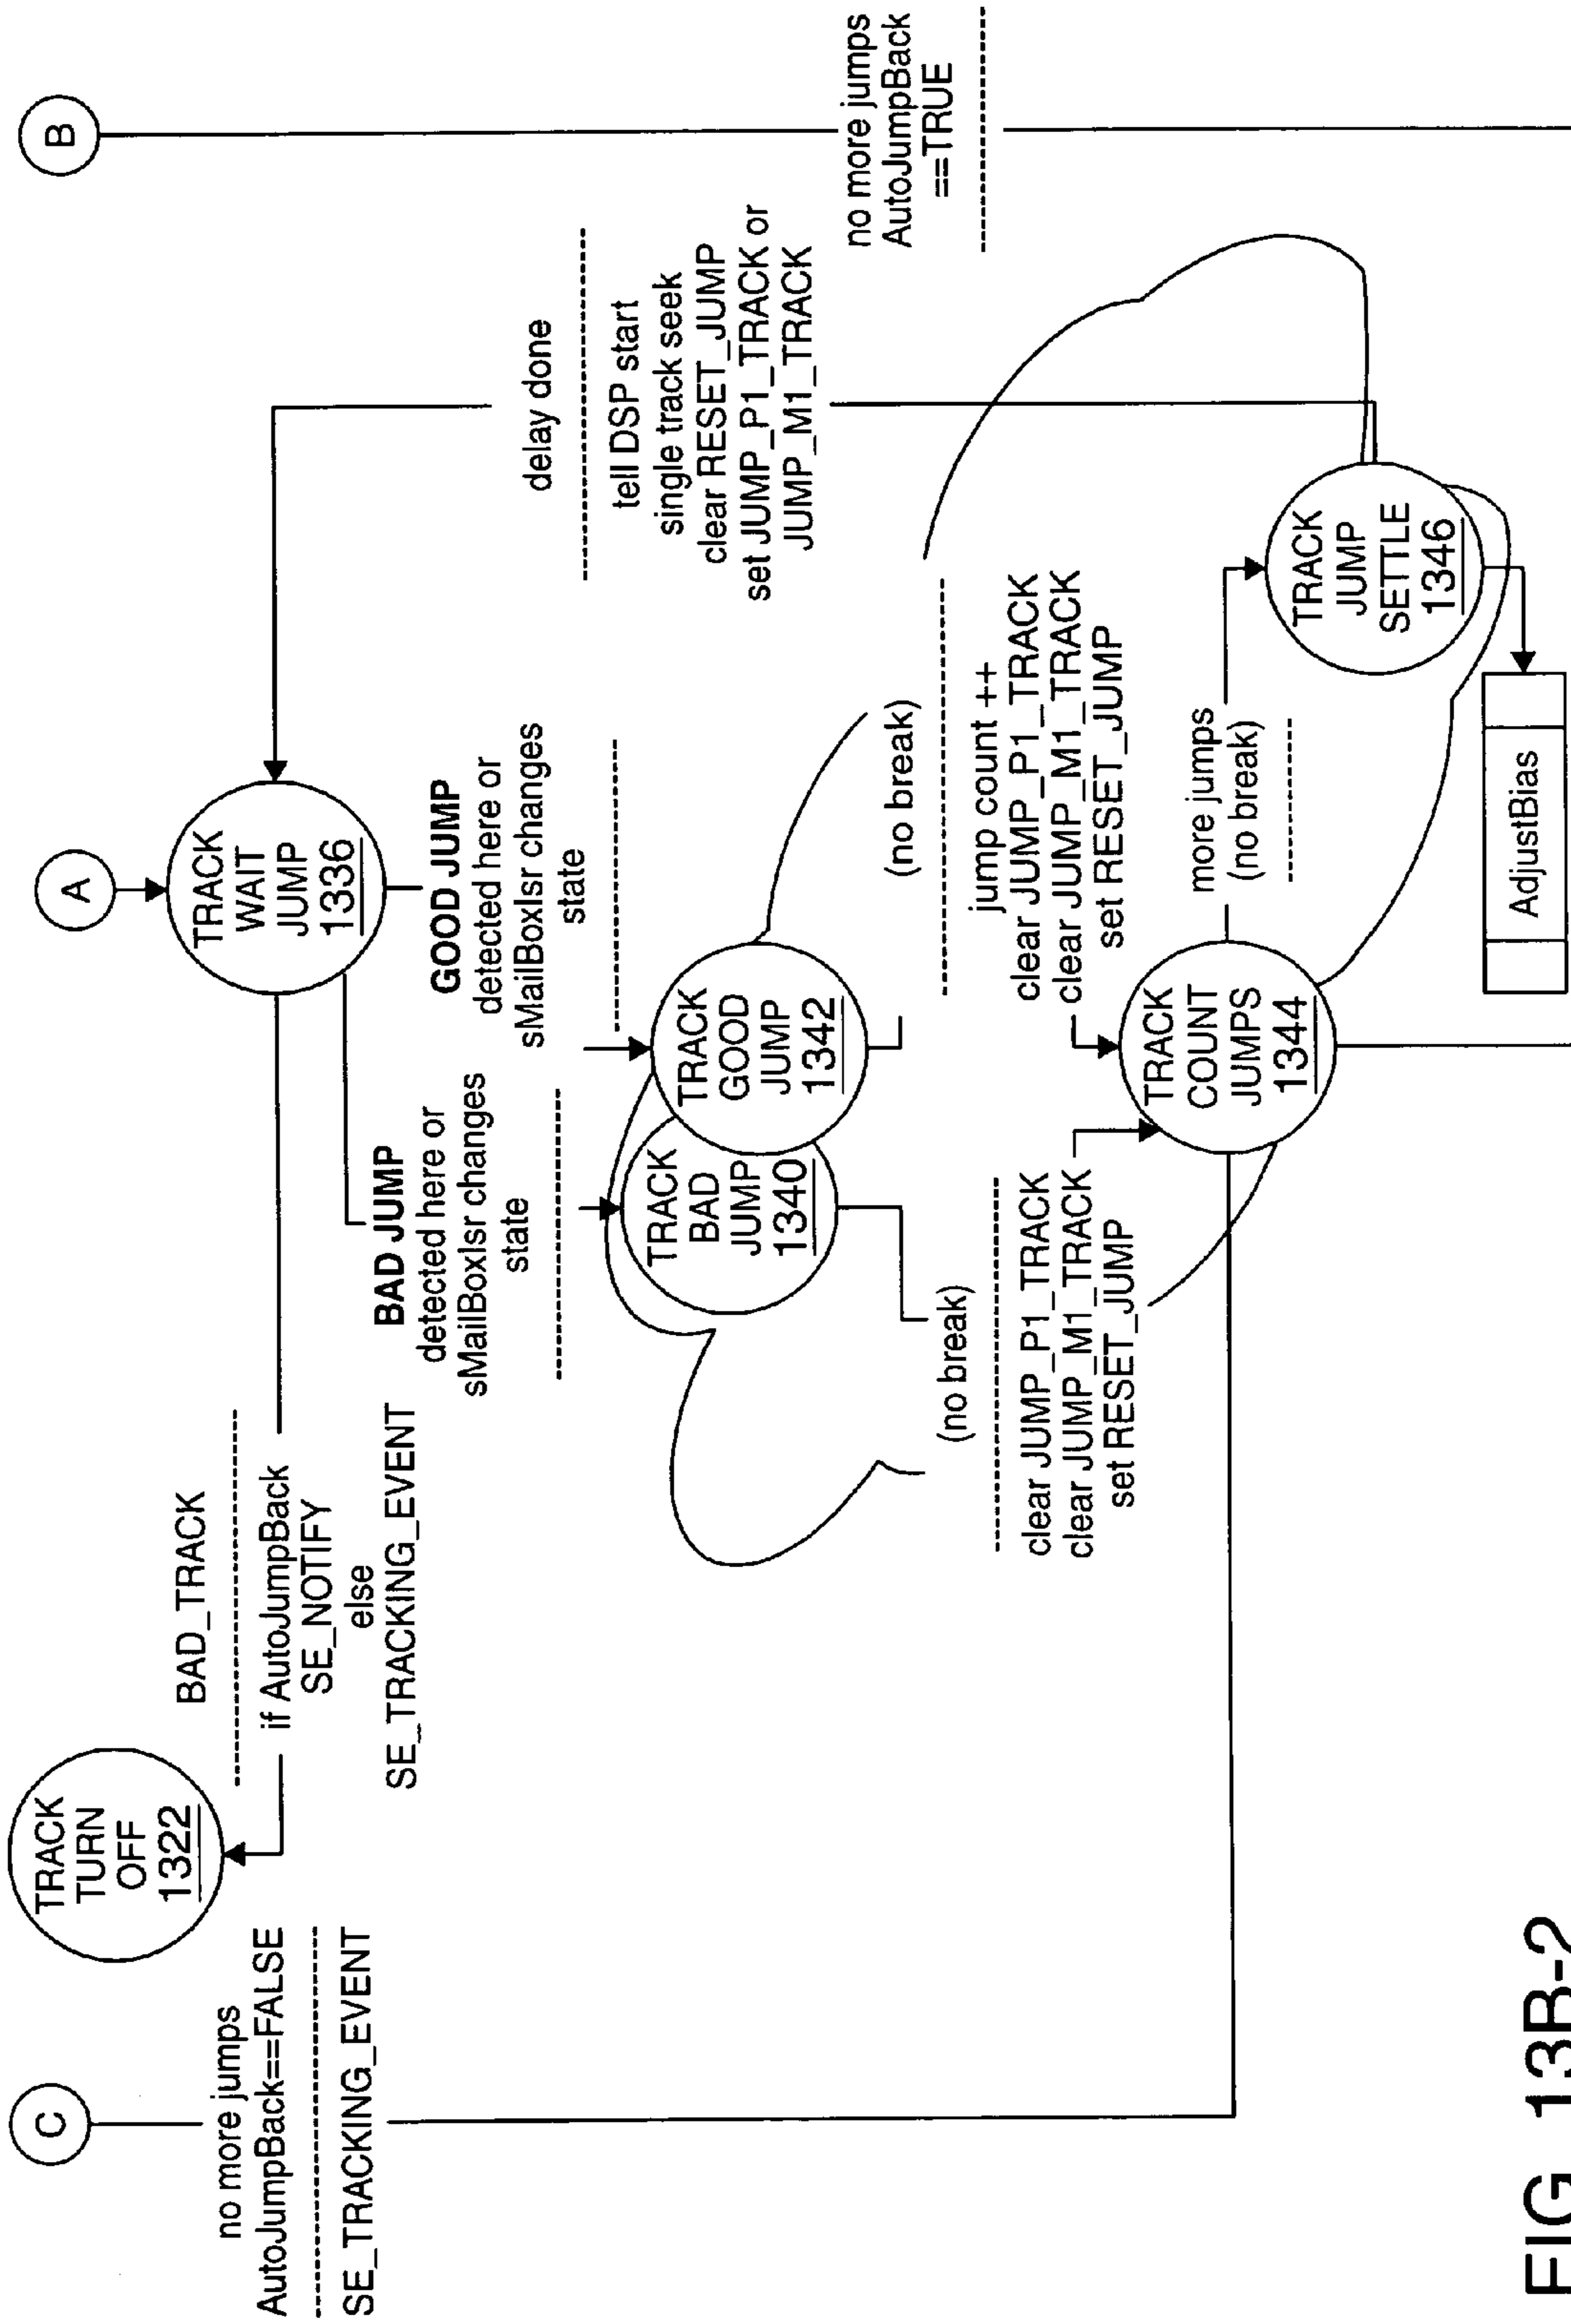 C
no more jumps
AutoJumpBack==FALSE
SE_TRACKING_EVENT
TRACK
TURN
OFF
1322
BAD_TRACK
if AutoJumpBack
SE_NOTIFY
else
SE_TRACKING_EVENT
A
TRACK
WAIT
JUMP
1336
B
no more jumps
AutoJumpBack
==TRUE
delay done
tell DSP start
single track seek
clear RESET_JUMP
set JUMP_P1_TRACK or
JUMP_M1_TRACK
BAD JUMP
detected here or
sMailBoxIsr changes
state
GOOD JUMP
detected here or
sMailBoxIsr changes
state
TRACK
BAD
JUMP
1340
TRACK
GOOD
JUMP
1342
(no break)
clear JUMP_P1_TRACK
clear JUMP_M1_TRACK
set RESET_JUMP
(no break)
jump count ++
clear JUMP_P1_TRACK
clear JUMP_M1_TRACK
set RESET_JUMP
TRACK
COUNT
JUMPS
1344
more jumps
(no break)
TRACK
JUMP
SETTLE
1346
AdjustBias
FIG. 13B-2